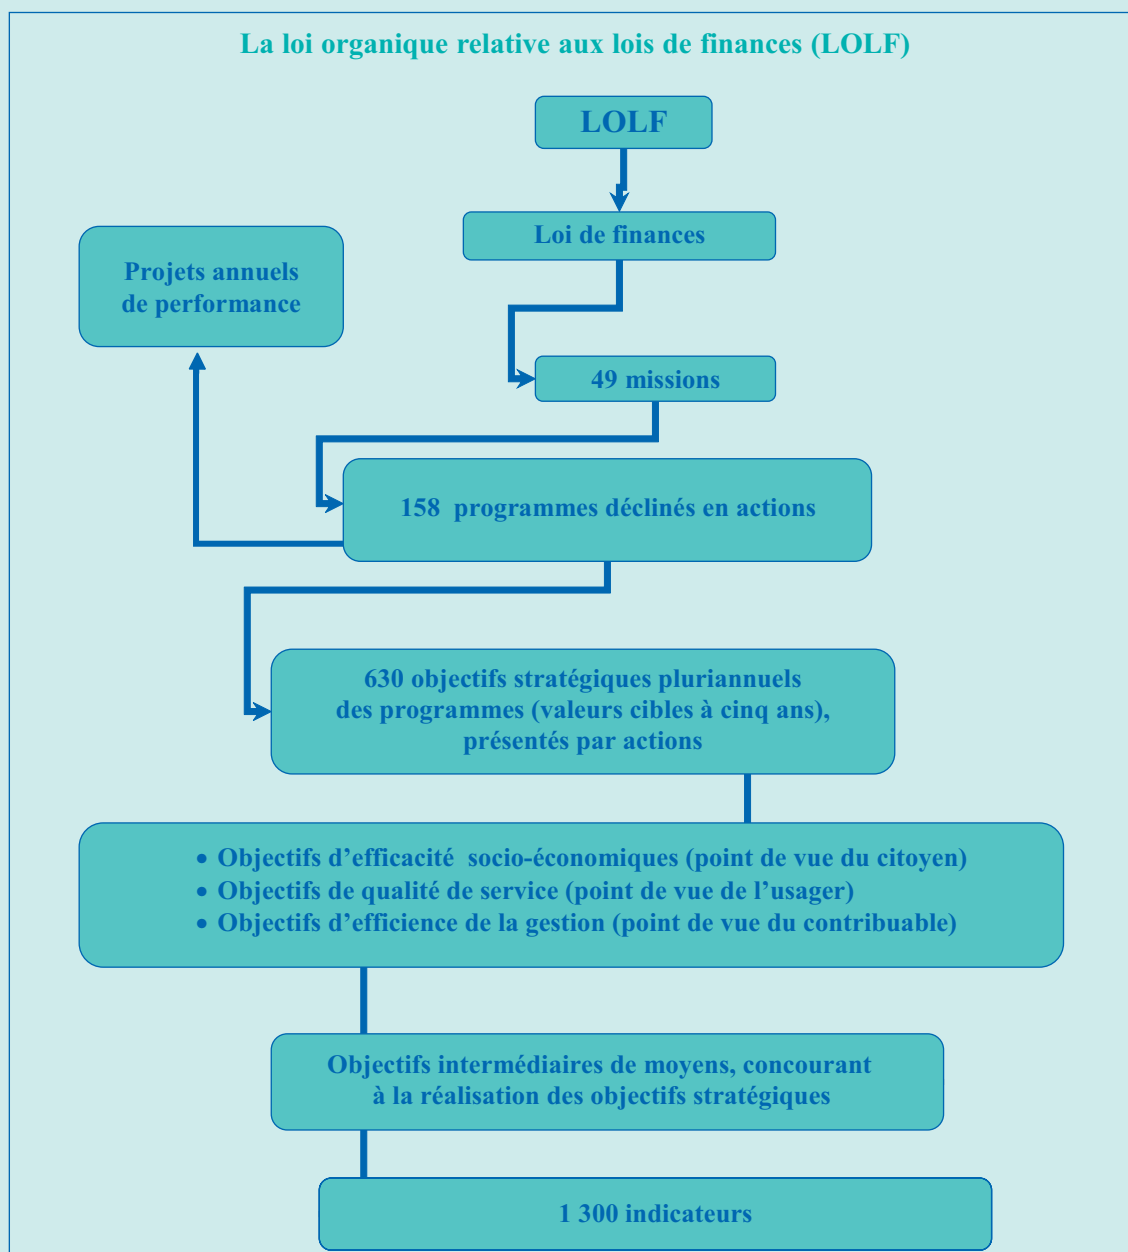 La loi organique relative aux lois de finances (LOLF)
LOLF
Loi de finances
Projets annuels
de performance
49 missions
158 programmes déclinés en actions
630 objectifs stratégiques pluriannuels
des programmes (valeurs cibles à cinq ans),
présentés par actions
• Objectifs d’efficacité socio-économiques (point de vue du citoyen)
• Objectifs de qualité de service (point de vue de l’usager)
• Objectifs d’efficience de la gestion (point de vue du contribuable)
Objectifs intermédiaires de moyens, concourant
à la réalisation des objectifs stratégiques
1 300 indicateurs